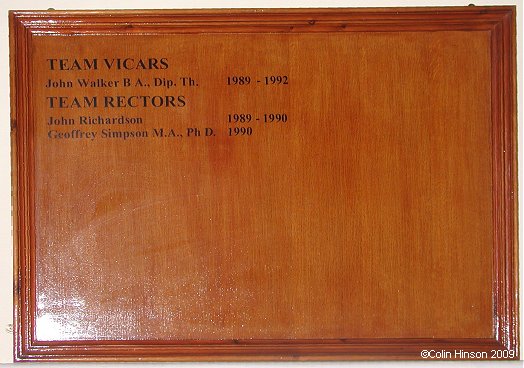 TEAM VICARS
John Walker B A., Dip. Th. 1989 - 1992
TEAM RECTORS
John Richardson 1989 - 1990
Geoffrey Simpson M.A., Ph D. 1990
©Colin Hinson 2009